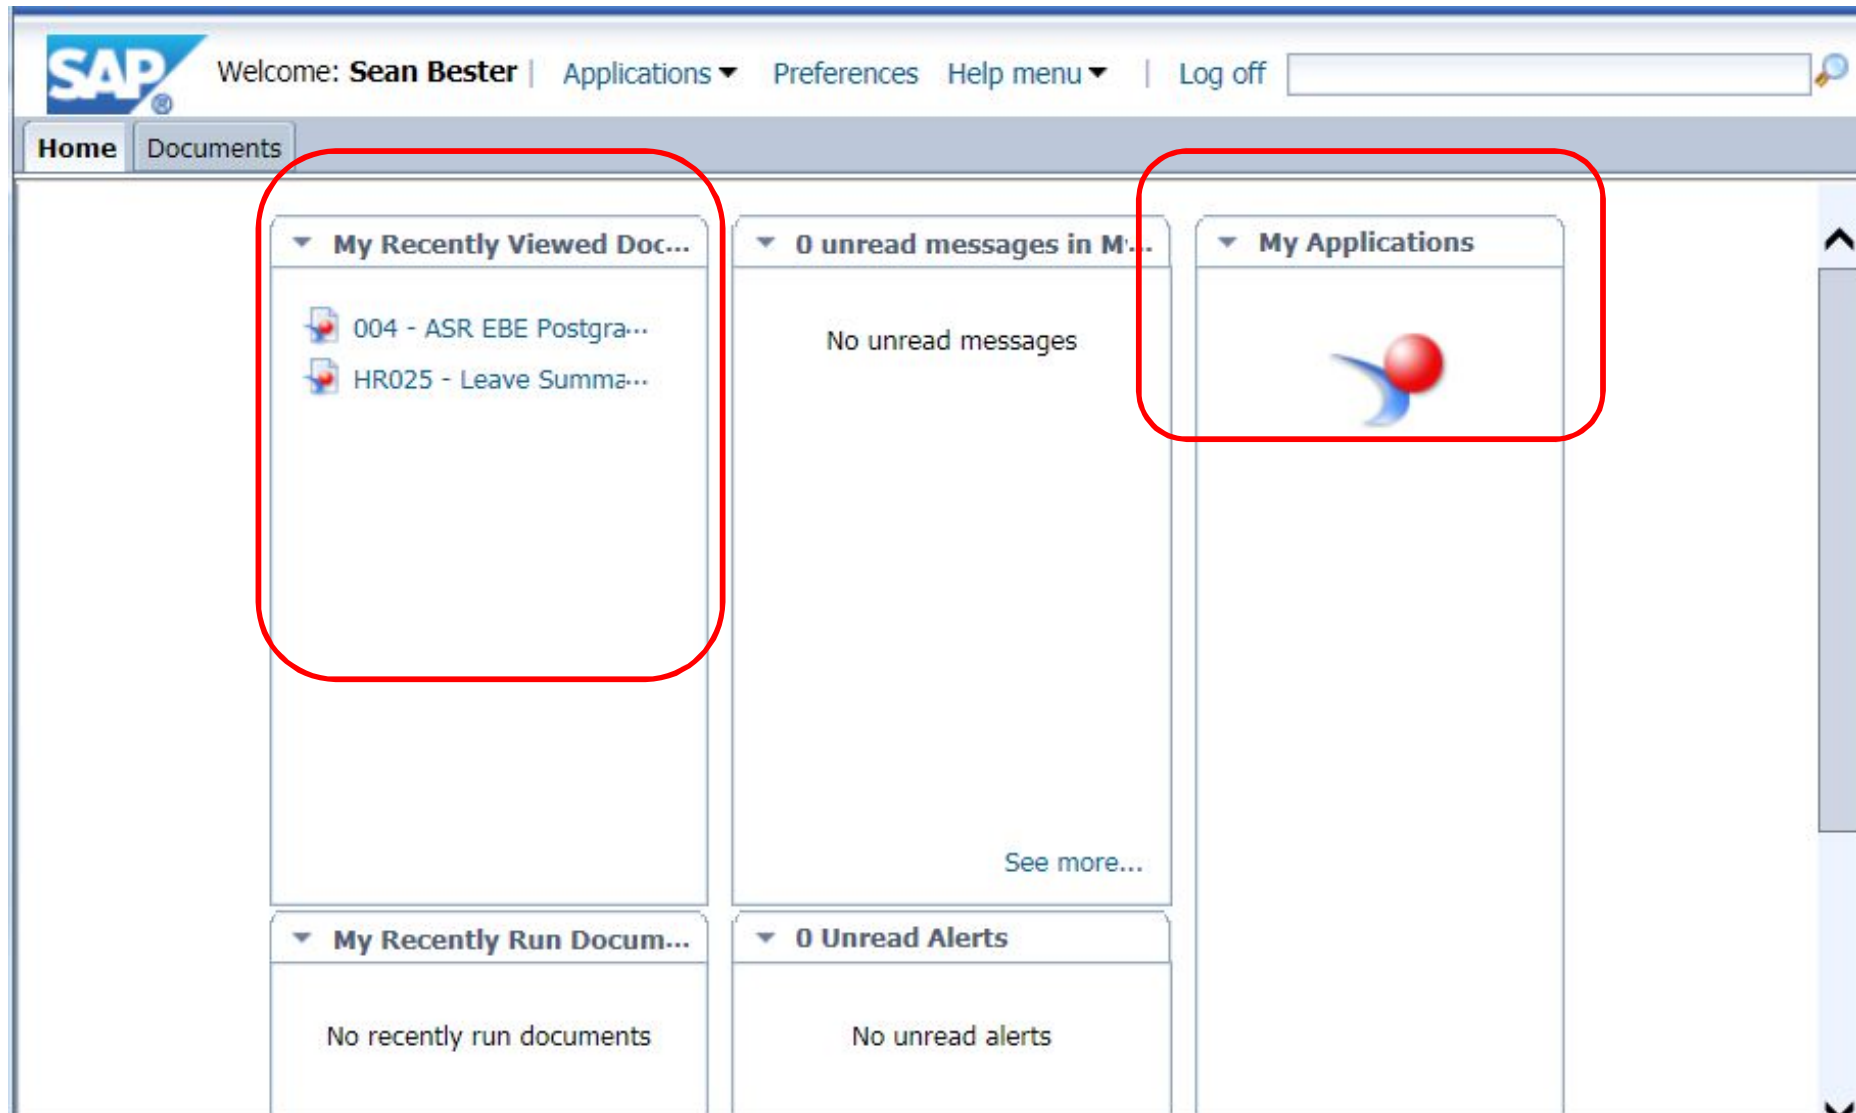 SAP ®
Welcome: Sean Bester | Applications Preferences Help menu | Log off
Home Documents
My Recently Viewed Doc...
004 - ASR EBE Postgra...
HR025 - Leave Summa...
0 unread messages in M...
No unread messages
See more...
My Applications
My Recently Run Docum...
No recently run documents
0 Unread Alerts
No unread alerts